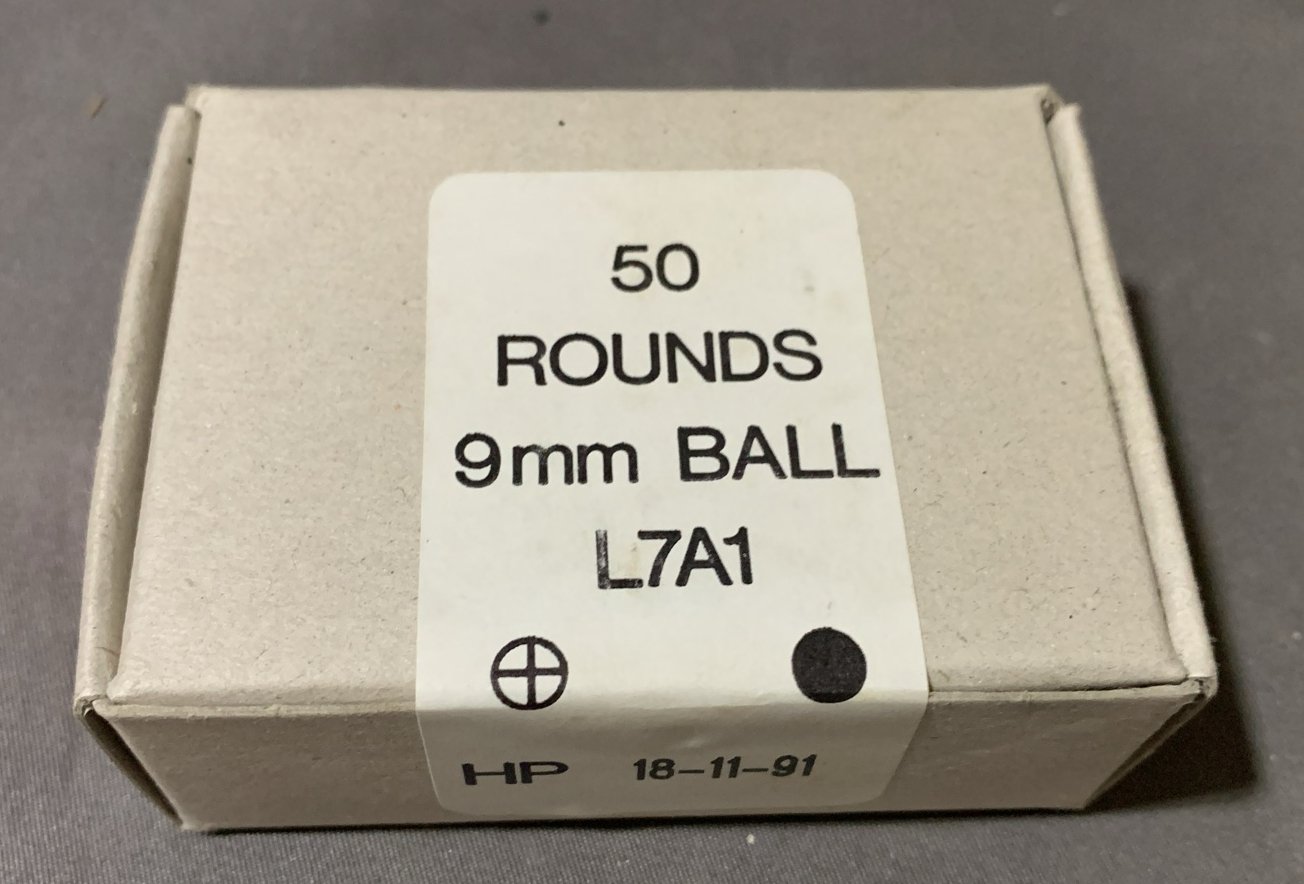 50
ROUNDS
9mm BALL
L7A1
HP 18-11-91